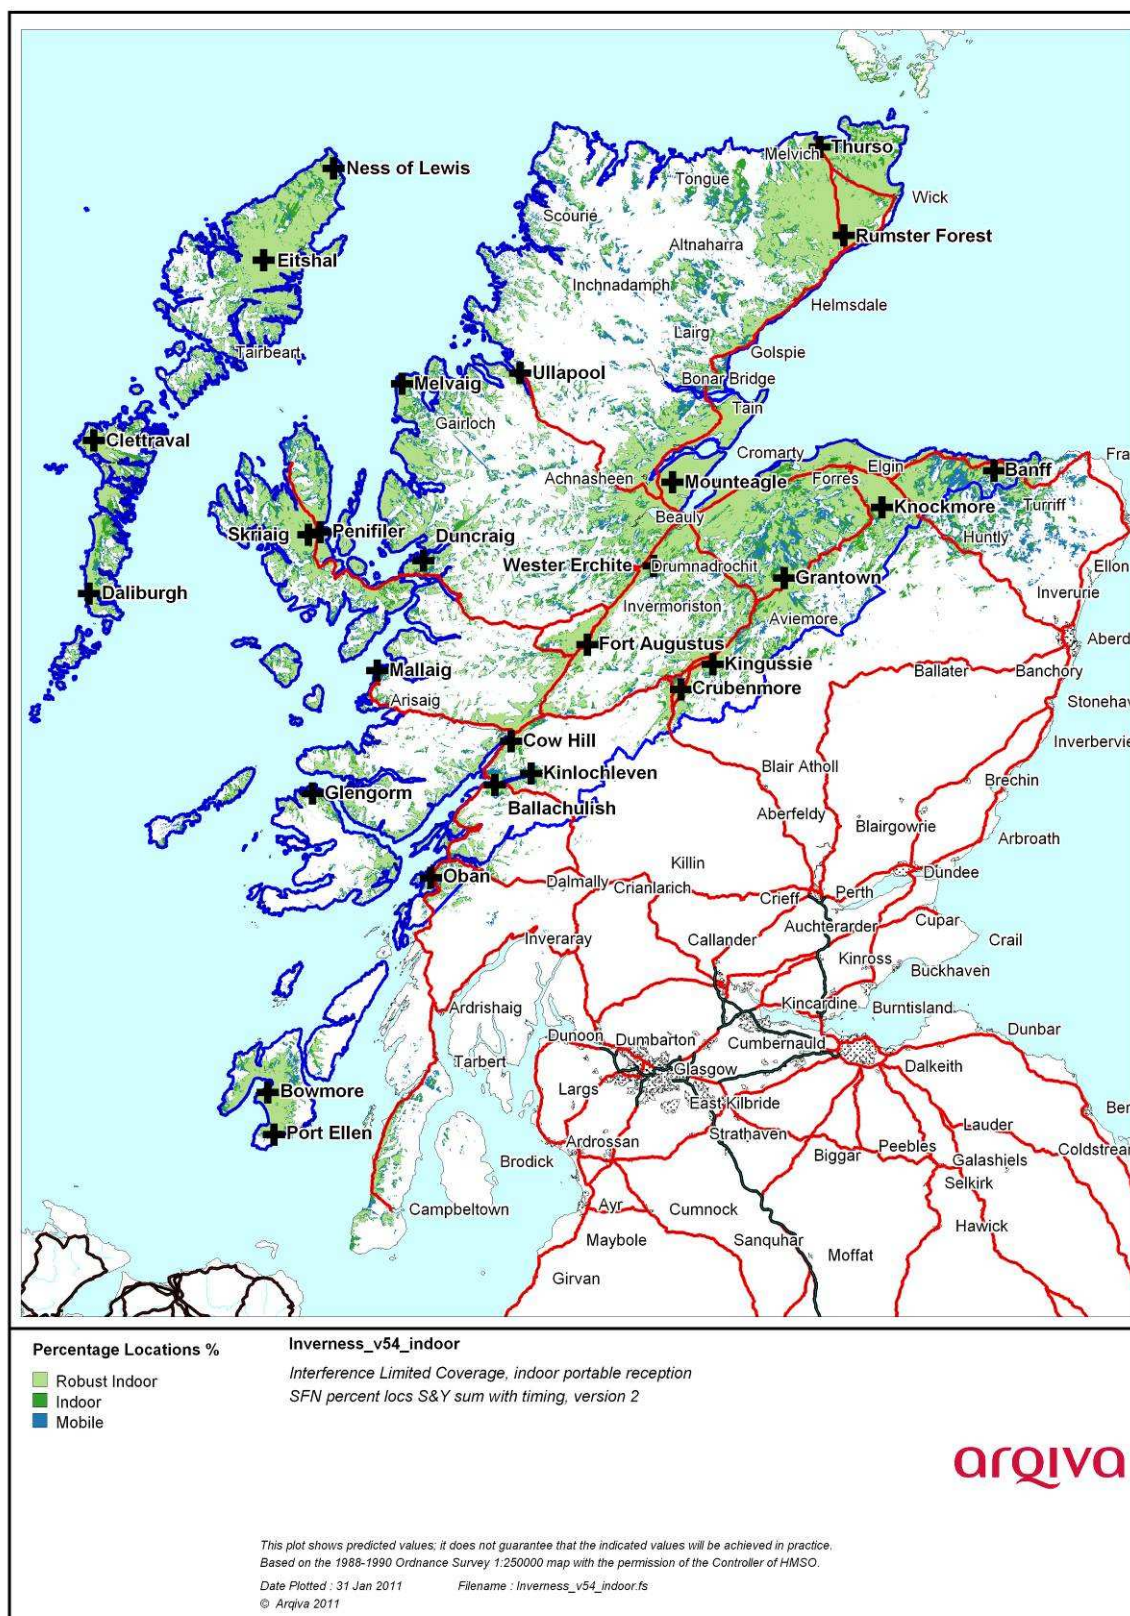 Thurso
Melvich
Ness of Lewis
Tongue
Wick
Scourie
Rumster Forest
Altnaharra
Eitshal
Inchnadamph
Helmsdale
Lairg
Golspie
Tairbeart
Ullapool
Bonar Bridge
Melvaig
Tain
Gairloch
Clettraval
Cromarty
Fra
Elgin
Banff
Achnasheen
Mounteagle
Forres
Turriff
Knockmore
Beauly
Skriaig
Penifiler
Duncraig
Huntly
Wester Erchite
Drumnadrochit
Ellon
Grantown
Daliburgh
Inverurie
Invermoriston
Aviemore
Aberd
Fort Augustus
Kingussie
Mallaig
Ballater
Banchory
Crubenmore
Arisaig
Stonehav
Cow Hill
Inverbervie
Blair Atholl
Kinlochleven
Brechin
Glengorm
Ballachulish
Aberfeldy
Blairgowrie
Arbroath
Killin
Oban
Dalmally
Crianlarich
Crieff
Perth
Dundee
Auchterarder
Cupar
Inveraray
Callander
Crail
Kinross
Buckhaven
Ardrishaig
Kincardine
Burntisland
Dunoon
Dumbarton
Cumbernauld
Dunbar
Tarbert
Glasgow
Dalkeith
Bowmore
Largs
East Kilbride
Ber
Port Ellen
Ardrossan
Strathaven
Lauder
Brodick
Biggar
Peebles
Galashiels
Coldstream
Selkirk
Campbeltown
Ayr
Cumnock
Hawick
Maybole
Sanquhar
Moffat
Girvan
Percentage Locations %
Robust Indoor
Indoor
Mobile
Inverness_v54_indoor
Interference Limited Coverage, indoor portable reception
SFN percent locs S&Y sum with timing, version 2
arqiva
This plot shows predicted values; it does not guarantee that the indicated values will be achieved in practice.
Based on the 1988-1990 Ordnance Survey 1:250000 map with the permission of the Controller of HMSO.
Date Plotted : 31 Jan 2011 Filename : Inverness_v54_indoor.fs
© Arqiva 2011